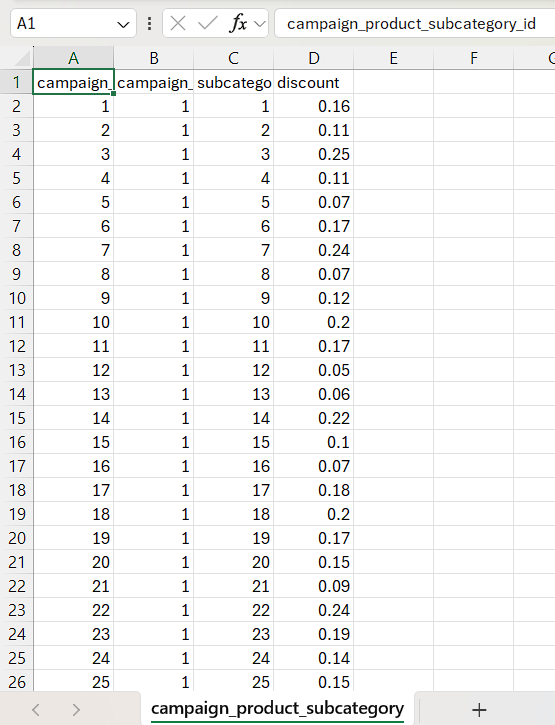 A1 fx campaign_product_subcategory_id
A B C D E F
1 campaign_ campaign_ subcatego discount
2 1 1 1 0.16
3 2 1 2 0.11
4 3 1 3 0.25
5 4 1 4 0.11
6 5 1 5 0.07
7 6 1 6 0.17
8 7 1 7 0.24
9 8 1 8 0.07
10 9 1 9 0.12
11 10 1 10 0.2
12 11 1 11 0.17
13 12 1 12 0.05
14 13 1 13 0.06
15 14 1 14 0.22
16 15 1 15 0.1
17 16 1 16 0.07
18 17 1 17 0.18
19 18 1 18 0.2
20 19 1 19 0.17
21 20 1 20 0.15
22 21 1 21 0.09
23 22 1 22 0.24
24 23 1 23 0.19
25 24 1 24 0.14
26 25 1 25 0.15
campaign_product_subcategory